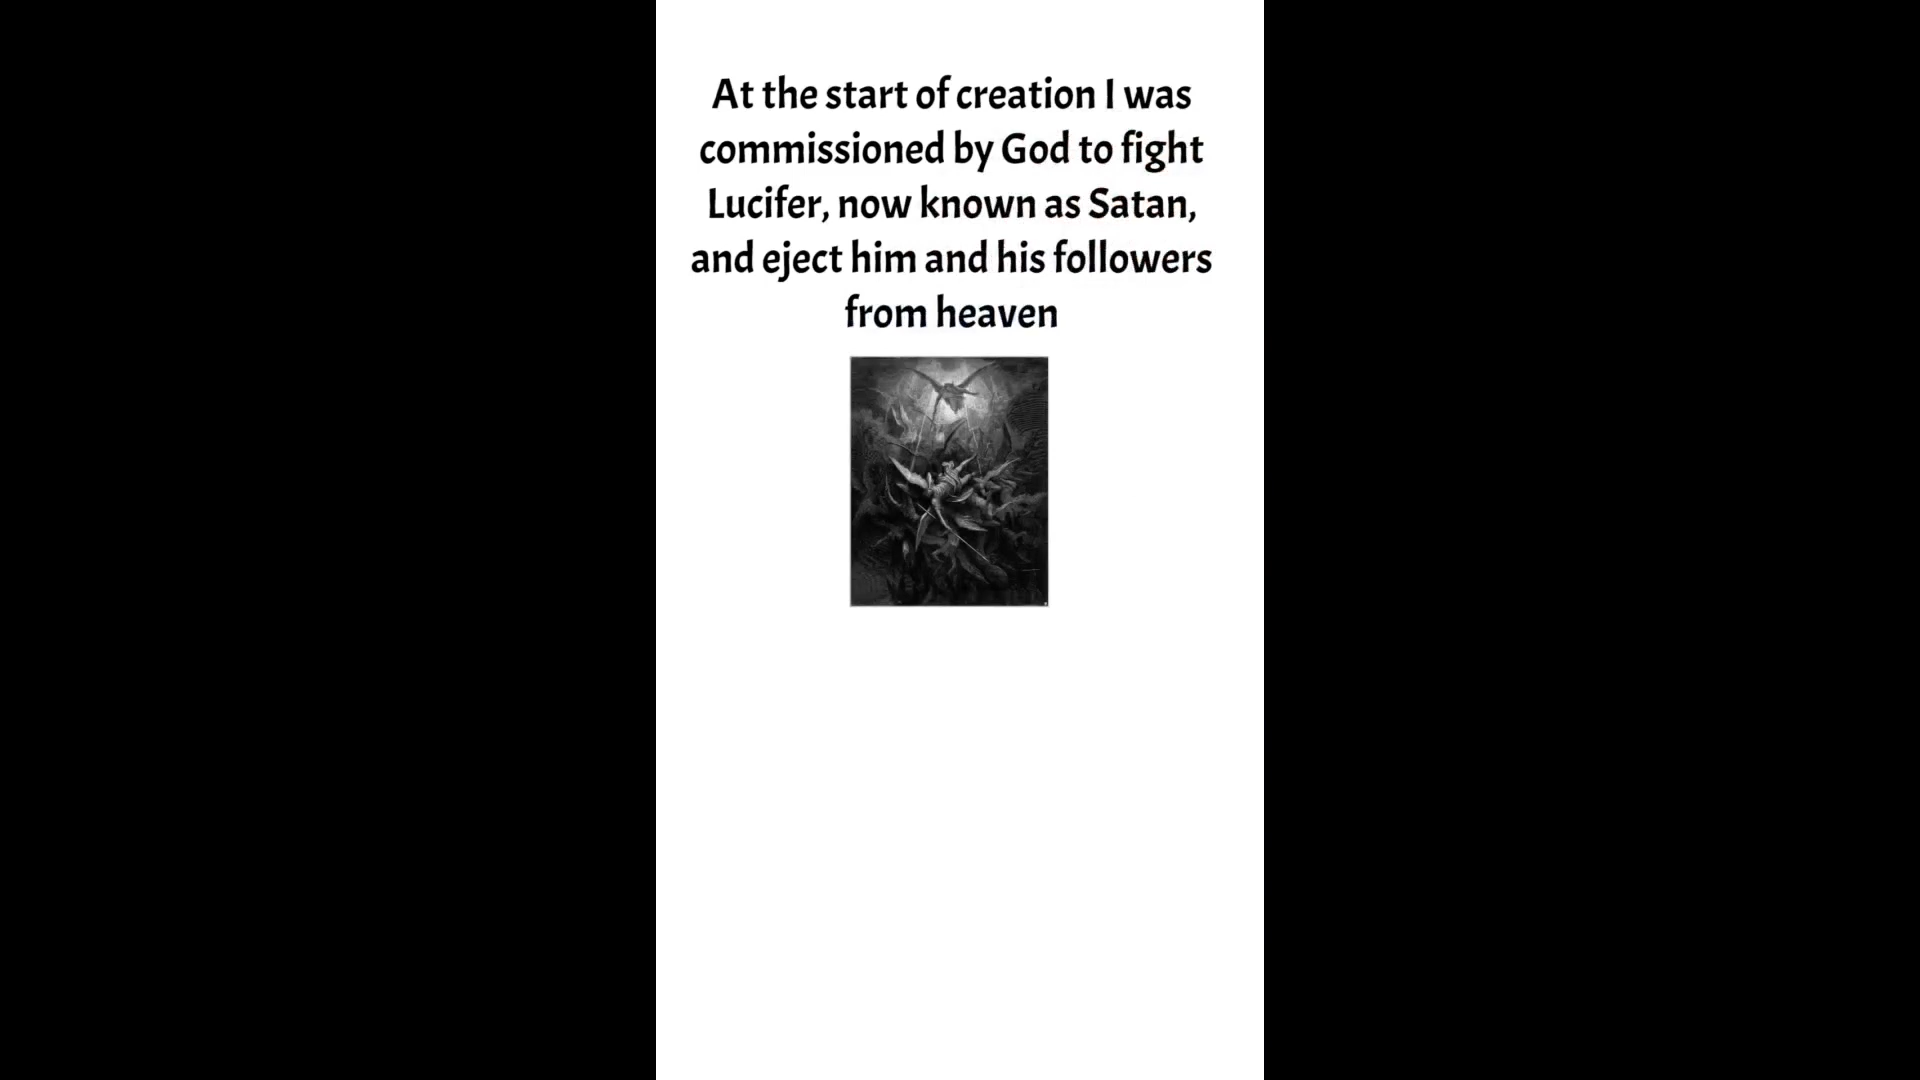 At the start of creation I was
commissioned by God to fight
Lucifer, now known as Satan,
and eject him and his followers
from heaven